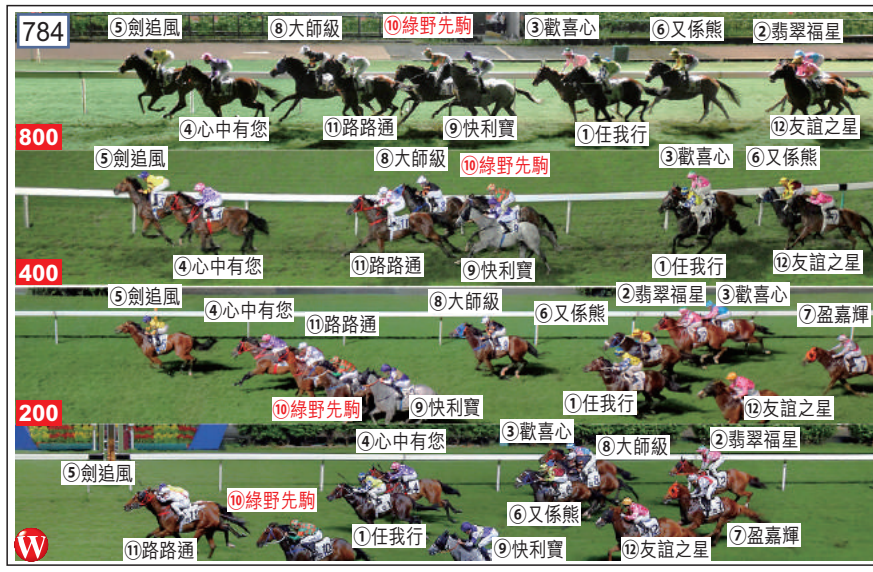 784
⑤劍追風 ⑧大師級 ⑩綠野先駒 ③歡喜心 ⑥又係熊 ②翡翠福星
④心中有您 ⑪路路通 ⑨快利寶 ①任我行 ⑫友誼之星
800
⑤劍追風 ⑧大師級 ⑩綠野先駒 ③歡喜心 ⑥又係熊
④心中有您 ⑪路路通 ⑨快利寶 ①任我行 ⑫友誼之星
400
⑤劍追風 ④心中有您 ⑪路路通 ⑧大師級 ⑥又係熊 ②翡翠福星 ③歡喜心 ⑦盈嘉輝
⑩綠野先駒 ⑨快利寶 ①任我行 ⑫友誼之星
200
⑤劍追風 ④心中有您 ③歡喜心 ⑧大師級 ②翡翠福星
⑪路路通 ⑩綠野先駒 ①任我行 ⑨快利寶 ⑥又係熊 ⑫友誼之星 ⑦盈嘉輝
W